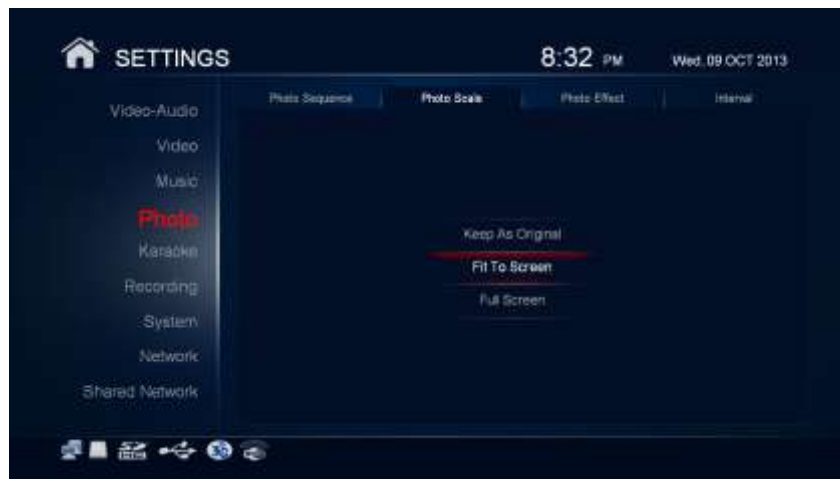 SETTINGS
8:32 PM
Wed, 09 OCT 2013
Photo Sequence
Photo Scale
Photo Effect
Interval
Video-Audio
Video
Music
Photo
Karaoke
Recording
System
Network
Shared Network
Keep As Original
Fit To Screen
Full Screen